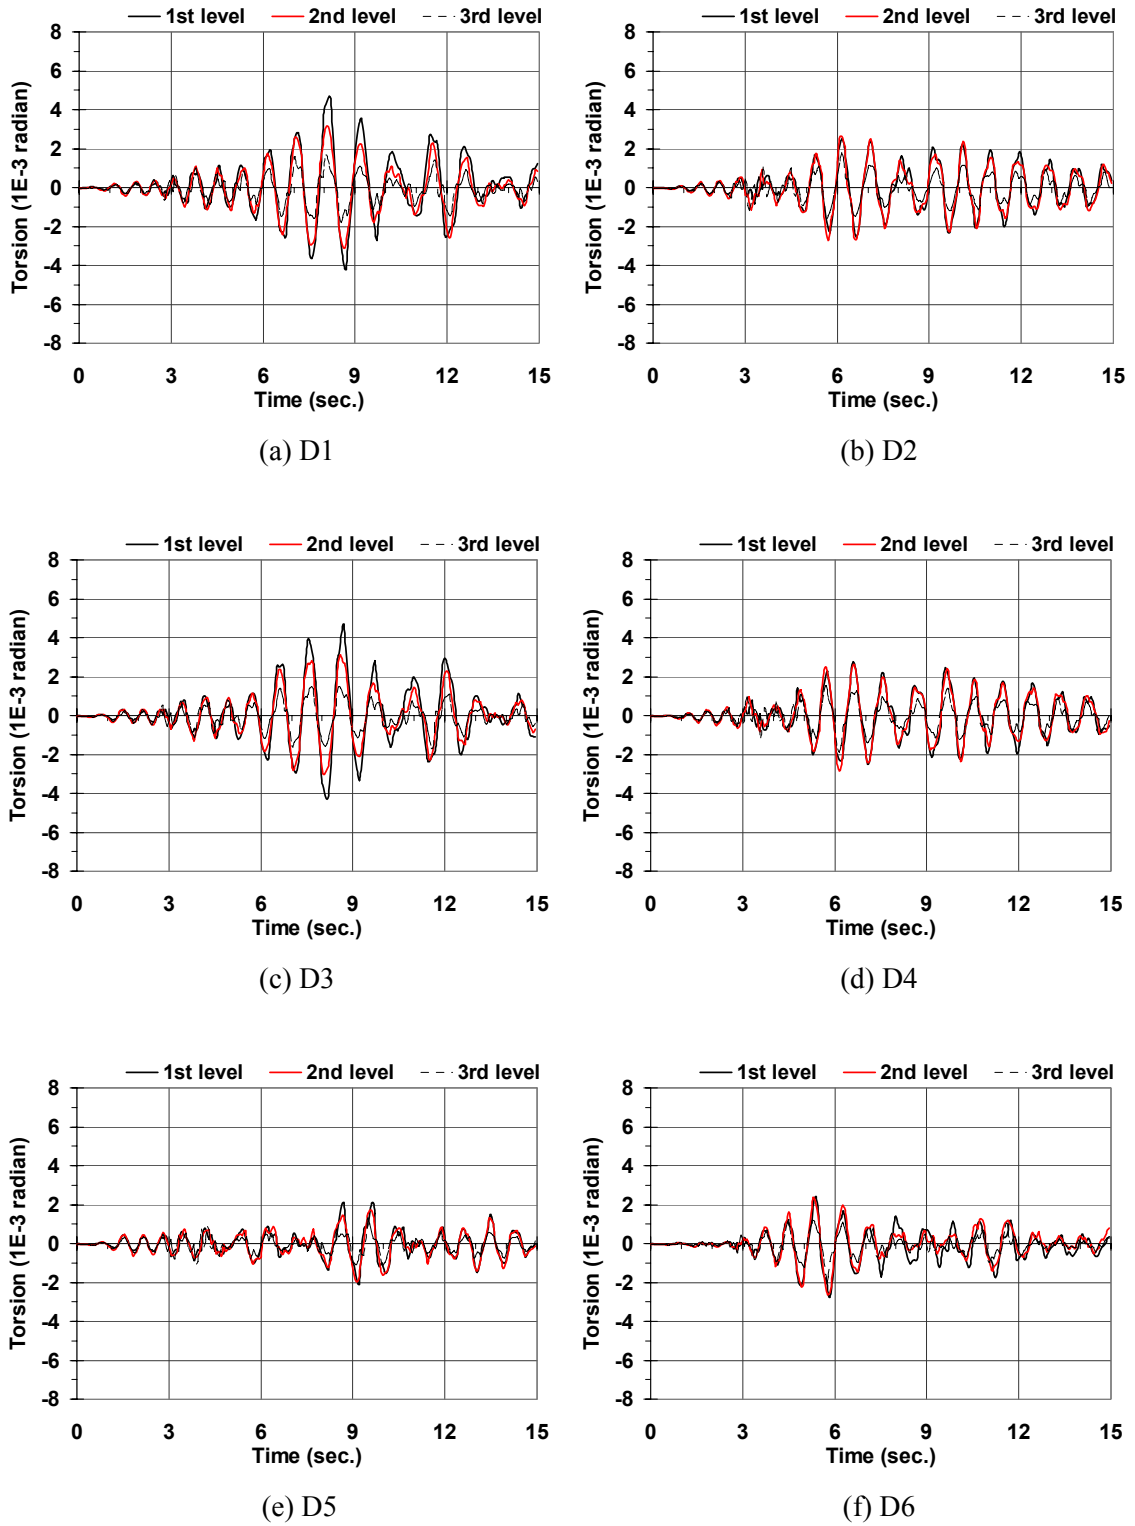 1st level 2nd level 3rd level
8
6
4
2
0
-2
-4
-6
-8
Torsion (1E-3 radian)
0 3 6 9 12 15
Time (sec.)
(a) D1
1st level 2nd level 3rd level
8
6
4
2
0
-2
-4
-6
-8
Torsion (1E-3 radian)
0 3 6 9 12 15
Time (sec.)
(b) D2
1st level 2nd level 3rd level
8
6
4
2
0
-2
-4
-6
-8
Torsion (1E-3 radian)
0 3 6 9 12 15
Time (sec.)
(c) D3
1st level 2nd level 3rd level
8
6
4
2
0
-2
-4
-6
-8
Torsion (1E-3 radian)
0 3 6 9 12 15
Time (sec.)
(d) D4
1st level 2nd level 3rd level
8
6
4
2
0
-2
-4
-6
-8
Torsion (1E-3 radian)
0 3 6 9 12 15
Time (sec.)
(e) D5
1st level 2nd level 3rd level
8
6
4
2
0
-2
-4
-6
-8
Torsion (1E-3 radian)
0 3 6 9 12 15
Time (sec.)
(f) D6